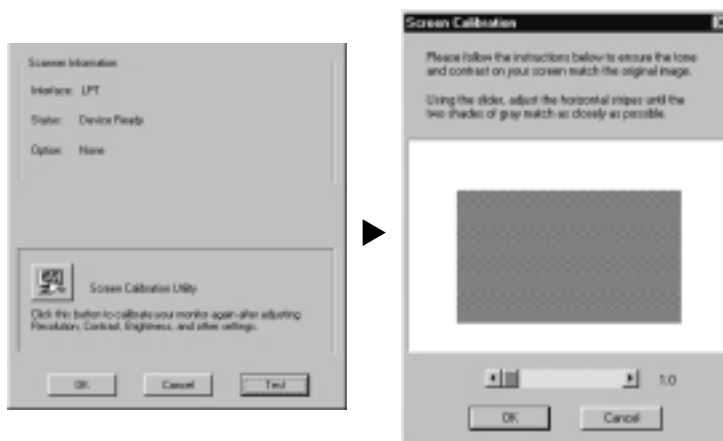 Scanner Information
Interface: LPT
Status: Device Ready
Option: None
Screen Calibration Utility
Click this button to calibrate your monitor again after adjusting
Resolution, Contrast, Brightness, and other settings.
OK
Cancel
Test
Screen Calibration
Please follow the instructions below to ensure the tone
and contrast on your screen match the original image.
Using the slider, adjust the horizontal stripes until the
two shades of gray match as closely as possible.
1.0
OK
Cancel